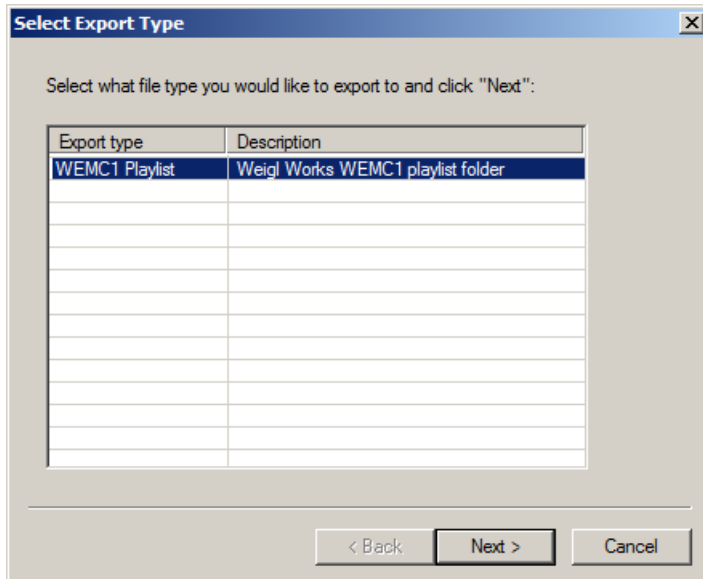 Select Export Type
Select what file type you would like to export to and click "Next":
Export type Description
WEMC1 Playlist Weigl Works WEMC1 playlist folder
< Back Next > Cancel